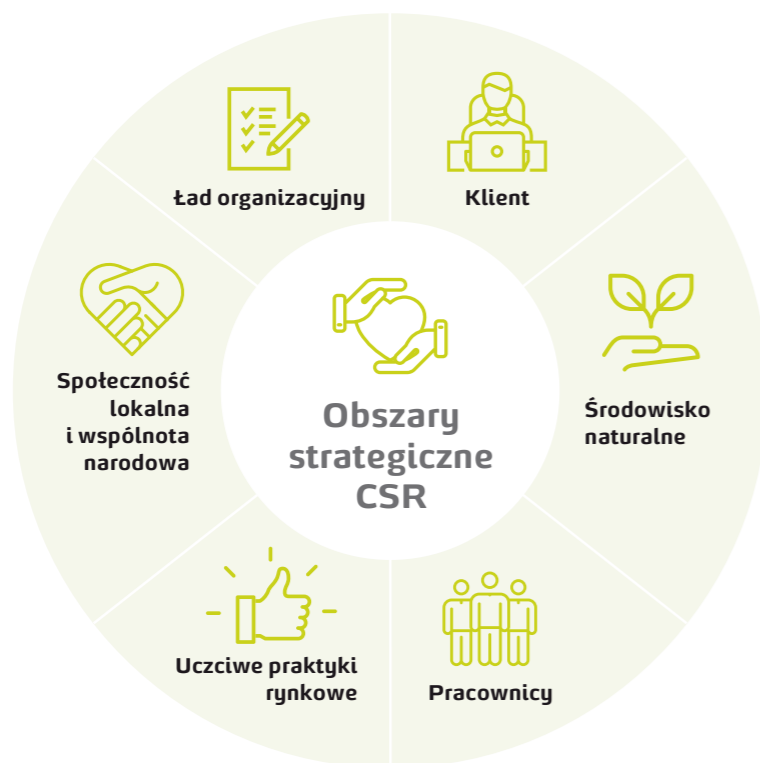 Ład organizacyjny
Klient
Społeczność
lokalna
i wspólnota
narodowa
Obszary
strategiczne
CSR
Środowisko
naturalne
Uczciwe praktyki
rynkowe
Pracownicy